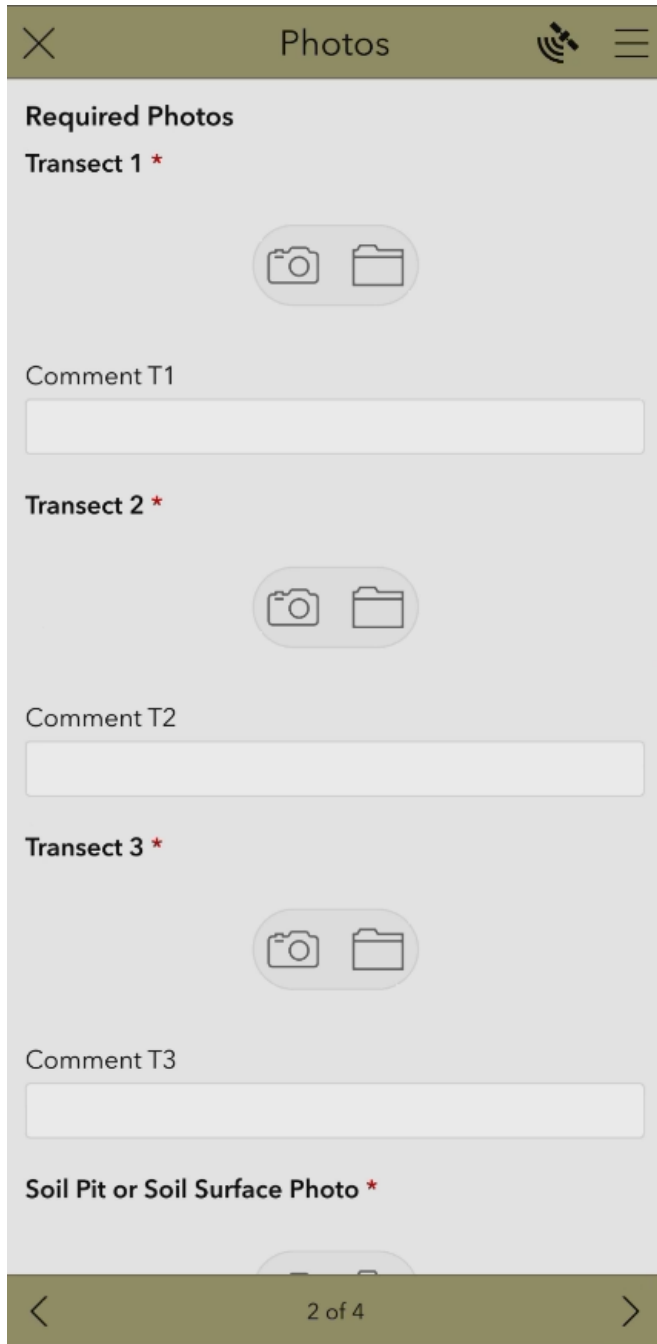 Photos
Required Photos
Transect 1 *
Comment T1
Transect 2 *
Comment T2
Transect 3 *
Comment T3
Soil Pit or Soil Surface Photo *
2 of 4